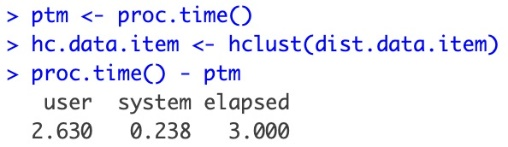 > ptm <- proc.time()
> hc.data.item <- hclust(dist.data.item)
> proc.time() - ptm
   user  system elapsed
  2.630   0.238   3.000